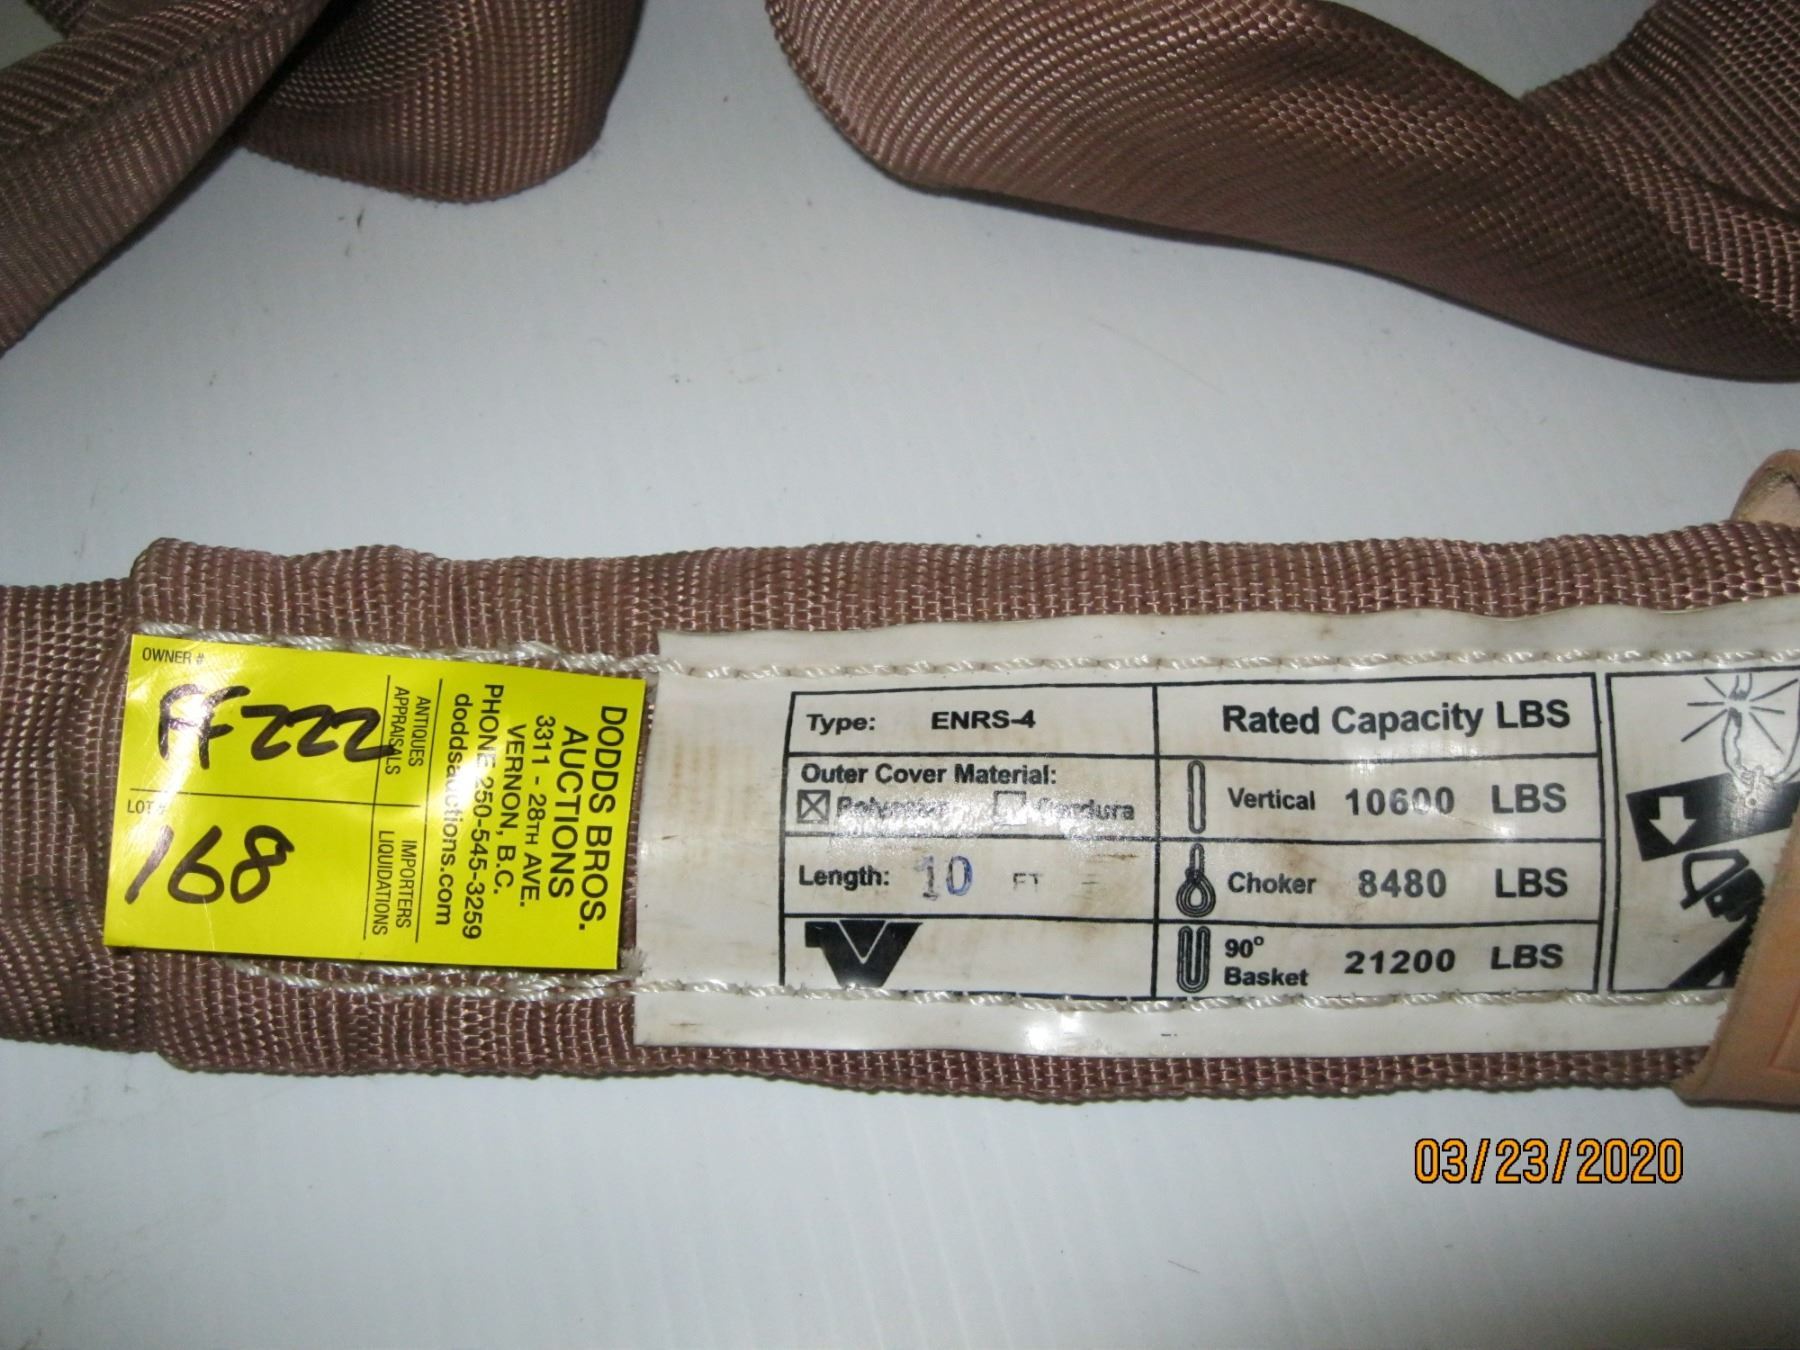 OWNER #
FF222
LOT #
168
ANTIQUES
APPRAISALS
IMPORTERS
LIQUIDATIONS
DODDS BROS.
AUCTIONS
3311 - 28TH AVE.
VERNON, B.C.
PHONE 250-545-3259
doddsauctions.com
Type: ENRS-4
Outer Cover Material:
Polyester Cordura
Length: 10 FT
Rated Capacity LBS
Vertical 10600 LBS
Choker 8480 LBS
90° Basket 21200 LBS
03/23/2020